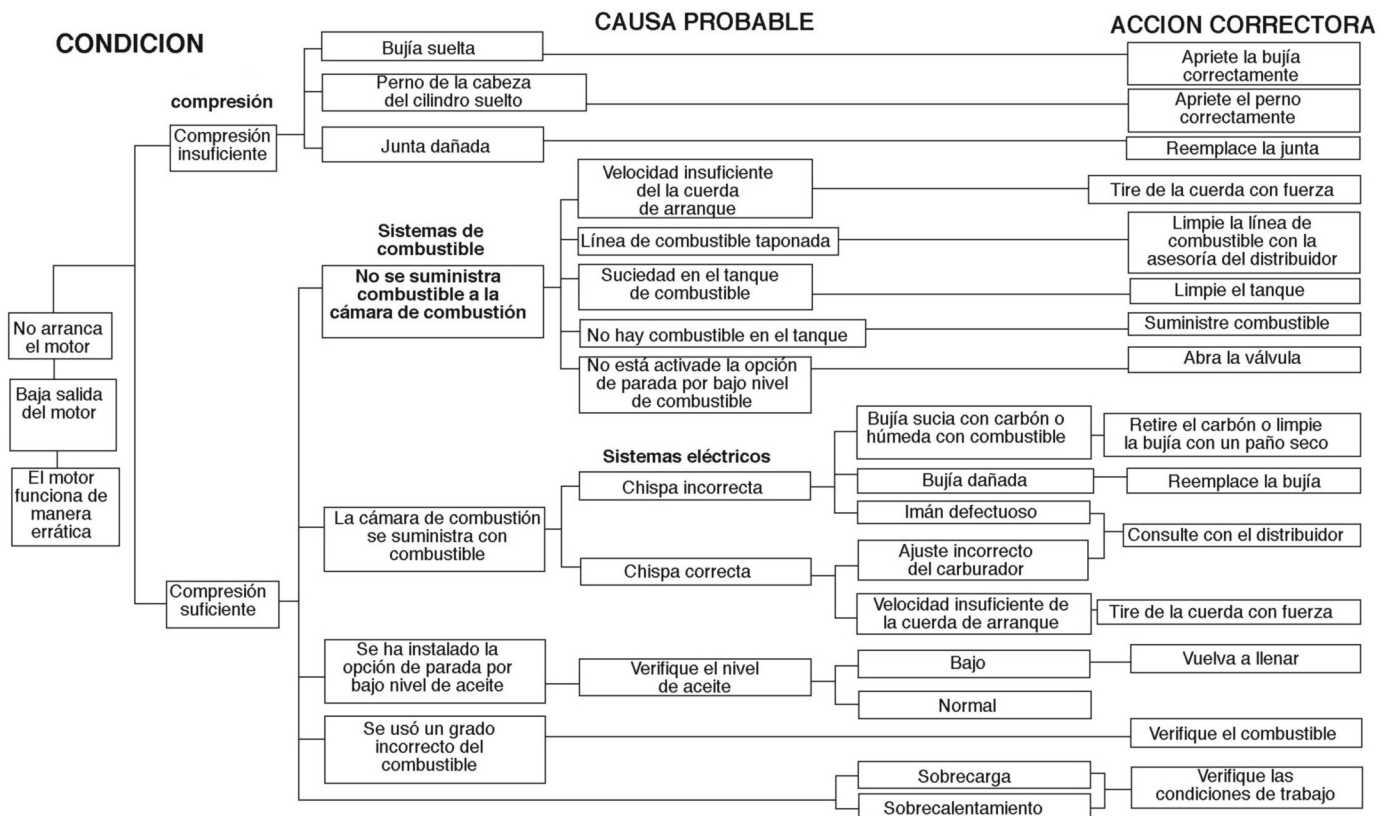 CONDICION
CAUSA PROBABLE
ACCION CORRECTORA
No arranca
el motor
Baja salida
del motor
El motor
funciona de
manera
errática
compresión
Compresión
insuficiente
Bujía suelta
Apriete la bujía
correctamente
Perno de la cabeza
del cilindro suelto
Apriete el perno
correctamente
Junta dañada
Reemplace la junta
Compresión
suficiente
Sistemas de
combustible
No se suministra
combustible a la
cámara de combustión
Velocidad insuficiente
del la cuerda
de arranque
Tire de la cuerda con fuerza
Línea de combustible taponada
Limpie la línea de
combustible con la
asesoría del distribuidor
Suciedad en el tanque
de combustible
Limpie el tanque
No hay combustible en el tanque
Suministre combustible
No está activade la opción
de parada por bajo nivel
de combustible
Abra la válvula
La cámara de combustión
se suministra con
combustible
Sistemas eléctricos
Chispa incorrecta
Bujía sucia con carbón o
húmeda con combustible
Retire el carbón o limpie
la bujía con un paño seco
Bujía dañada
Reemplace la bujía
Imán defectuoso
Consulte con el distribuidor
Chispa correcta
Ajuste incorrecto
del carburador
Velocidad insuficiente de
la cuerda de arranque
Tire de la cuerda con fuerza
Se ha instalado la
opción de parada por
bajo nivel de aceite
Verifique el nivel
de aceite
Bajo
Vuelva a llenar
Normal
Se usó un grado
incorrecto del
combustible
Verifique el combustible
Sobrecarga
Sobrecalentamiento
Verifique las
condiciones de trabajo